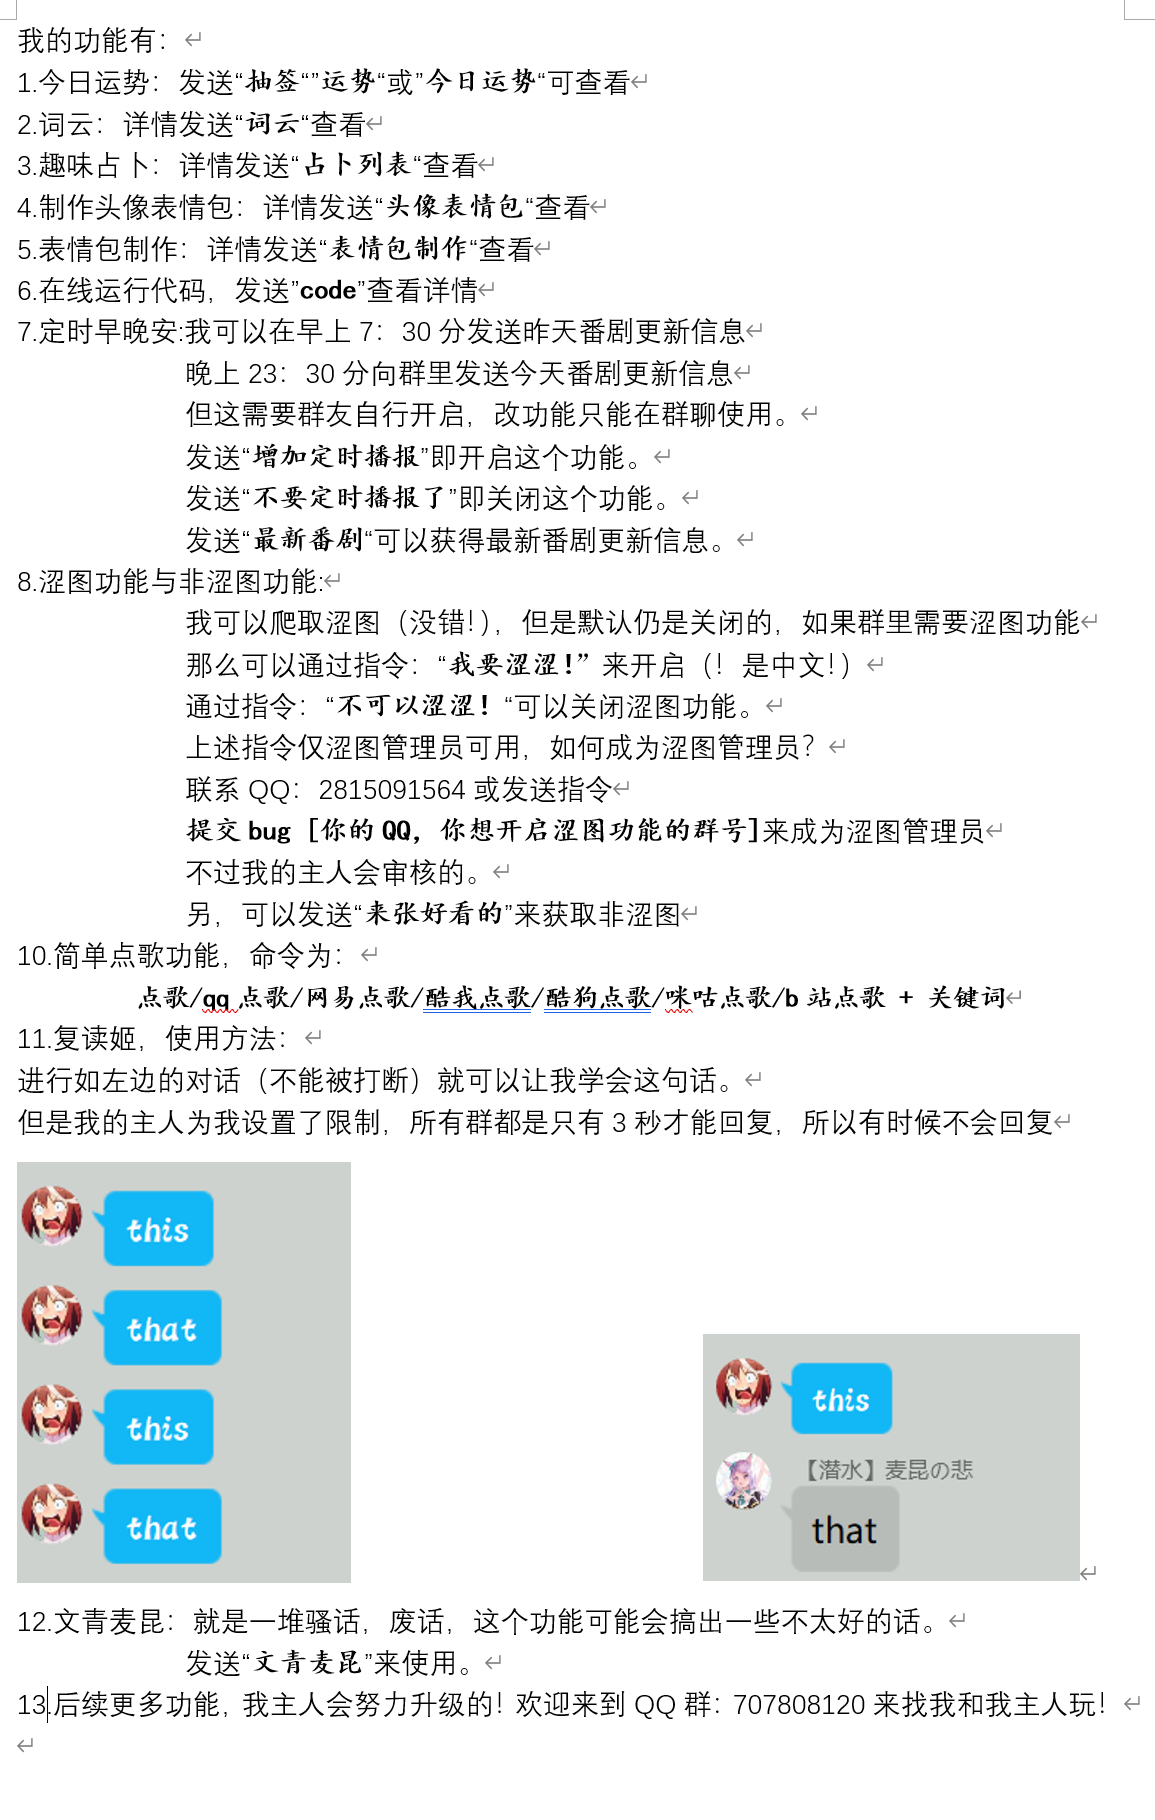 我的功能有：
1.今日运势：发送“抽签“”运势“或”今日运势“可查看
2.词云：详情发送“词云“查看
3.趣味占卜：详情发送“占卜列表“查看
4.制作头像表情包：详情发送“头像表情包“查看
5.表情包制作：详情发送“表情包制作“查看
6.在线运行代码，发送”code”查看详情
7.定时早晚安:我可以在早上 7：30 分发送昨天番剧更新信息
晚上 23：30 分向群里发送今天番剧更新信息
但这需要群友自行开启，改功能只能在群聊使用。
发送“增加定时播报”即开启这个功能。
发送“不要定时播报了”即关闭这个功能。
发送“最新番剧“可以获得最新番剧更新信息。
8.涩图功能与非涩图功能:
我可以爬取涩图（没错！），但是默认仍是关闭的，如果群里需要涩图功能
那么可以通过指令：“我要涩涩！”来开启（！是中文！）
通过指令：“不可以涩涩！“可以关闭涩图功能。
上述指令仅涩图管理员可用，如何成为涩图管理员？
联系 QQ：2815091564 或发送指令
提交 bug [你的 QQ，你想开启涩图功能的群号]来成为涩图管理员
不过我的主人会审核的。
另，可以发送“来张好看的”来获取非涩图
10.简单点歌功能，命令为：
点歌/qq 点歌/网易点歌/酷我点歌/酷狗点歌/咪咕点歌/b 站点歌 + 关键词
11.复读姬，使用方法：
进行如左边的对话（不能被打断）就可以让我学会这句话。
但是我的主人为我设置了限制，所有群都是只有 3 秒才能回复，所以有时候不会回复
this
that
this
that
this
【潜水】麦昆の悲
that
12.文青麦昆：就是一堆骚话，废话，这个功能可能会搞出一些不太好的话。
发送“文青麦昆”来使用。
13.后续更多功能，我主人会努力升级的！欢迎来到 QQ 群：707808120 来找我和我主人玩！